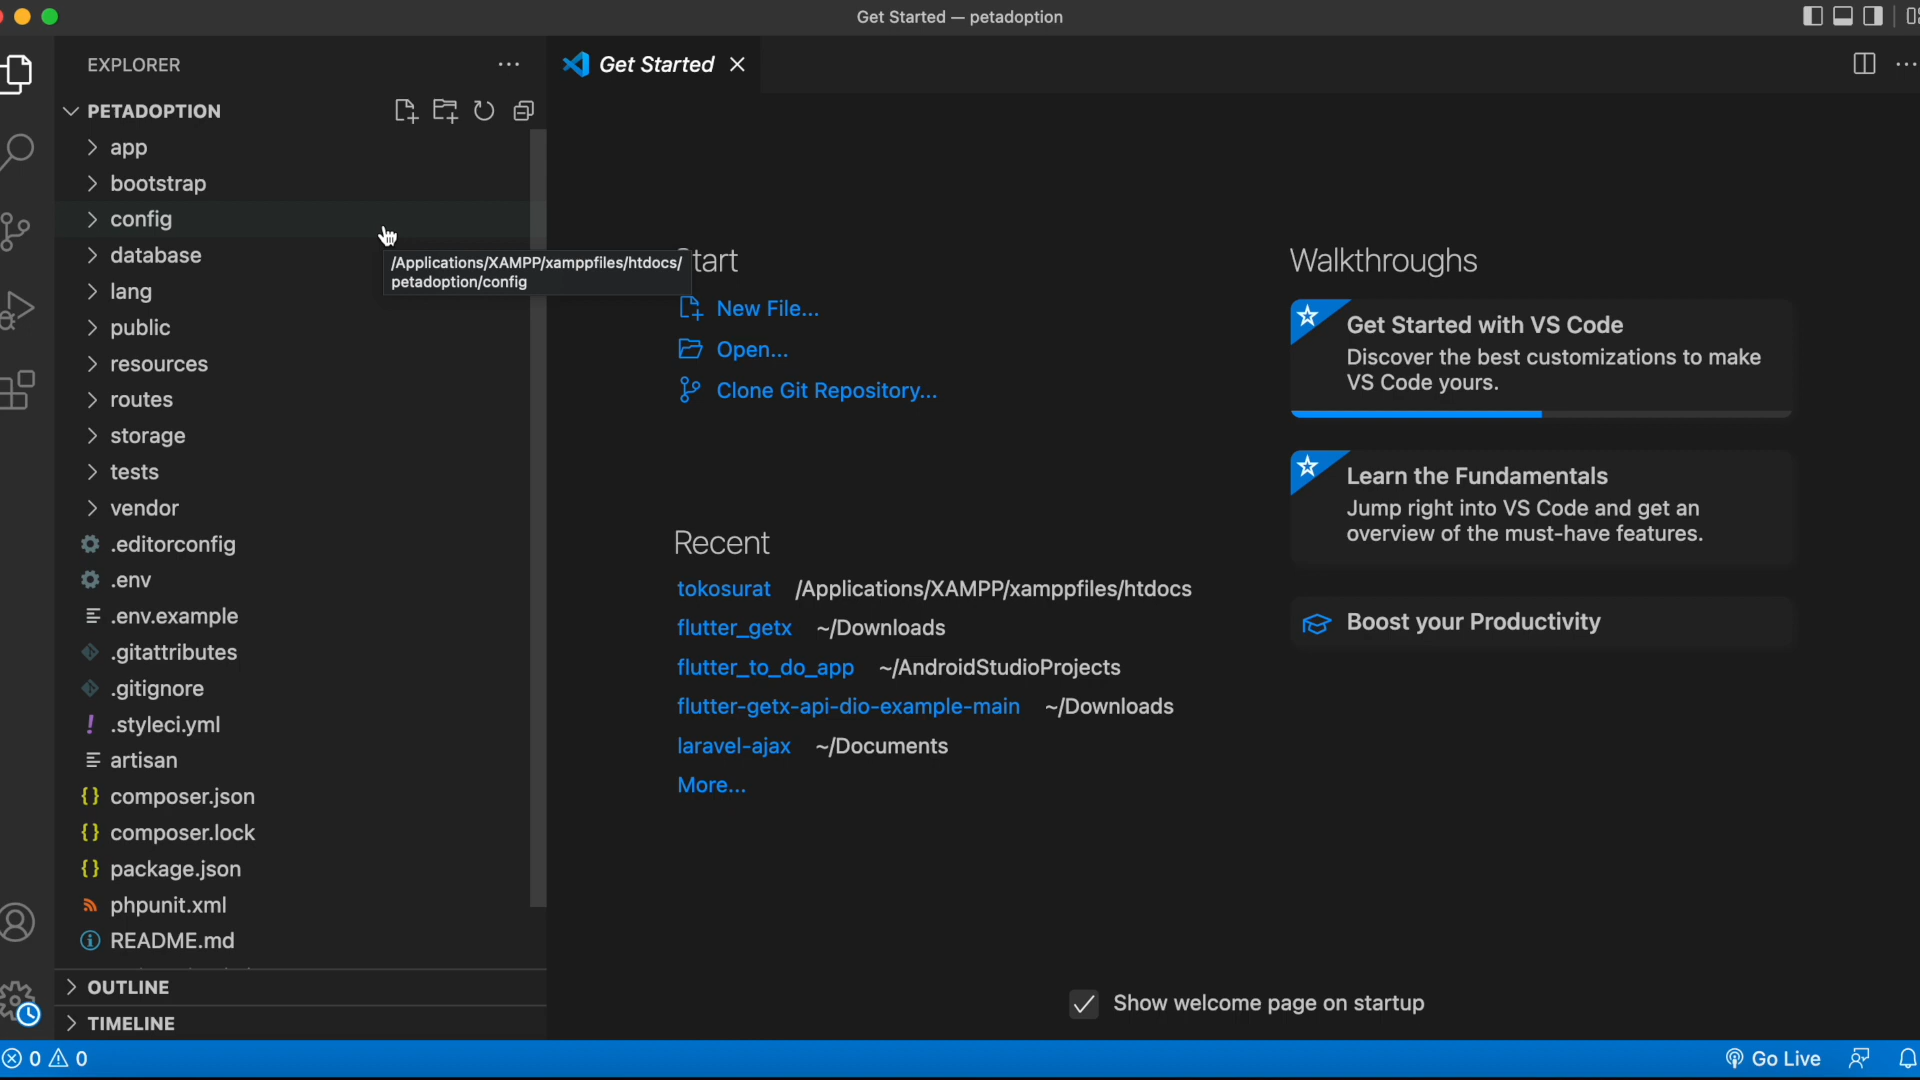 Get Started — petadoption
EXPLORER
Get Started
PETADOPTION
app
bootstrap
config
database
lang
public
resources
routes
storage
tests
vendor
.editorconfig
.env
.env.example
.gitattributes
.gitignore
.styleci.yml
artisan
composer.json
composer.lock
package.json
phpunit.xml
README.md
OUTLINE
TIMELINE
/Applications/XAMPP/xamppfiles/htdocs/
petadoption/config
tart
New File...
Open...
Clone Git Repository...
Recent
tokosurat /Applications/XAMPP/xamppfiles/htdocs
flutter_getx ~/Downloads
flutter_to_do_app ~/AndroidStudioProjects
flutter-getx-api-dio-example-main ~/Downloads
laravel-ajax ~/Documents
More...
Walkthroughs
Get Started with VS Code
Discover the best customizations to make
VS Code yours.
Learn the Fundamentals
Jump right into VS Code and get an
overview of the must-have features.
Boost your Productivity
Show welcome page on startup
0 0
Go Live